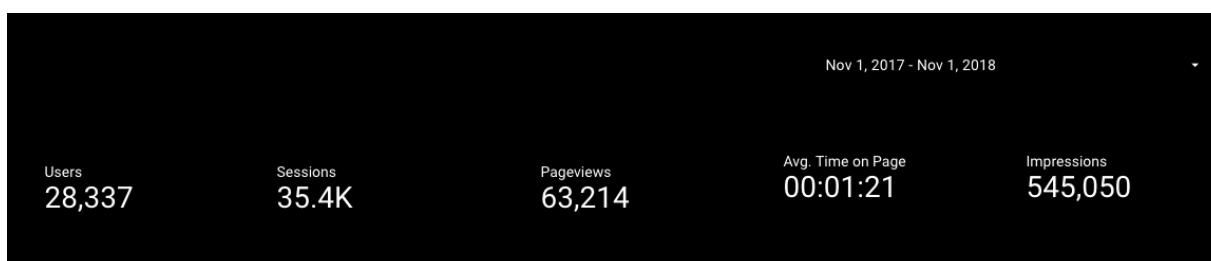 Nov 1, 2017 - Nov 1, 2018
Users
28,337
Sessions
35.4K
Pageviews
63,214
Avg. Time on Page
00:01:21
Impressions
545,050